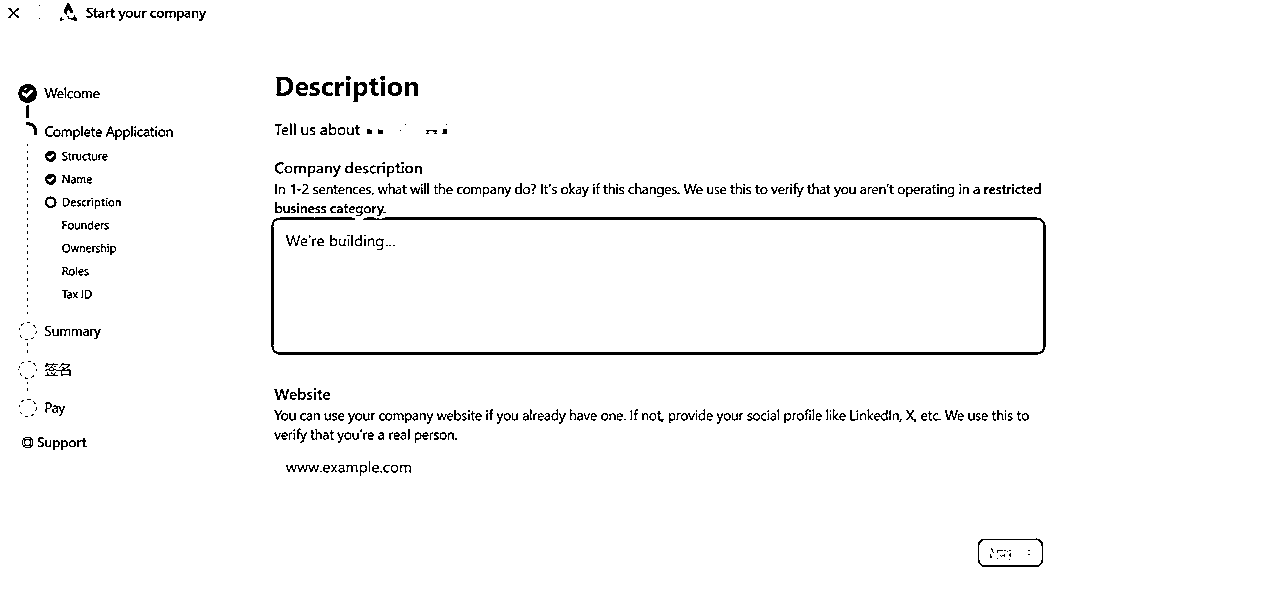 Start your company
Welcome
Complete Application
Structure
Name
Description
Founders
Ownership
Roles
Tax ID
Summary
签名
Pay
Support
Description
Tell us about
Company description
In 1-2 sentences, what will the company do? It's okay if this changes. We use this to verify that you aren't operating in a restricted
business category.
We're building...
Website
You can use your company website if you already have one. If not, provide your social profile like LinkedIn, X, etc. We use this to
verify that you're a real person.
www.example.com